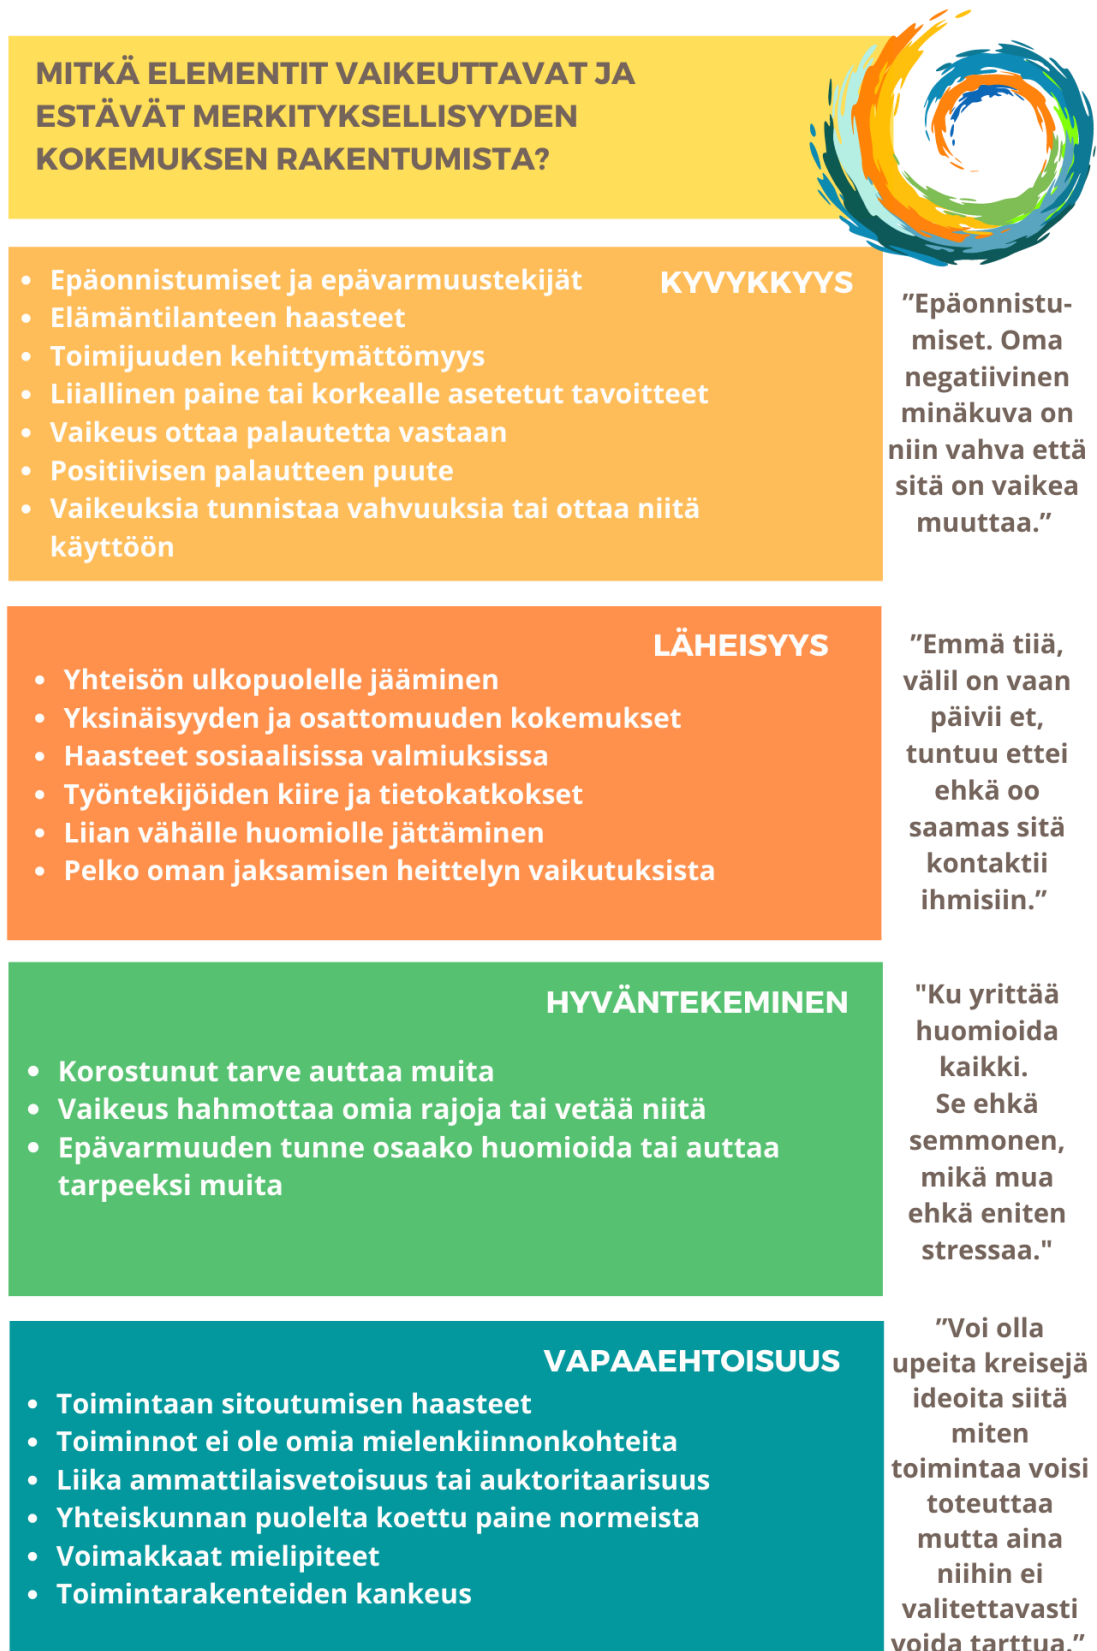 MITKÄ ELEMENTIT VAIKEUTTAVAT JA
ESTÄVÄT MERKITYKSELLISYYDEN
KOKEMUKSEN RAKENTUMISTA?
KYVYKKYYS
• Epäonnistumiset ja epävarmuustekijät
• Elämäntilanteen haasteet
• Toimijuuden kehittymättömyys
• Liiallinen paine tai korkealle asetetut tavoitteet
• Vaikeus ottaa palautetta vastaan
• Positiivisen palautteen puute
• Vaikeuksia tunnistaa vahvuuksia tai ottaa niitä
käyttöön
”Epäonnistu-
miset. Oma
negatiivinen
minäkuva on
niin vahva että
sitä on vaikea
muuttaa.”
LÄHEISYYS
• Yhteisön ulkopuolelle jääminen
• Yksinäisyyden ja osattomuuden kokemukset
• Haasteet sosiaalisissa valmiuksissa
• Työntekijöiden kiire ja tietokatkokset
• Liian vähälle huomiolle jättäminen
• Pelko oman jaksamisen heittelyn vaikutuksista
”Emmä tiiä,
välil on vaan
päivii et,
tuntuu ettei
ehkä oo
saamas sitä
kontaktii
ihmisiin.”
HYVÄNTEKEMINEN
• Korostunut tarve auttaa muita
• Vaikeus hahmottaa omia rajoja tai vetää niitä
• Epävarmuuden tunne osaako huomioida tai auttaa
tarpeeksi muita
"Ku yrittää
huomioida
kaikki.
Se ehkä
semmonen,
mikä mua
ehkä eniten
stressaa."
VAPAAEHTOISUUS
• Toimintaan sitoutumisen haasteet
• Toiminnot ei ole omia mielenkiinnonkohteita
• Liika ammattilaisvetoisuus tai auktoritaarisuus
• Yhteiskunnan puolelta koettu paine normeista
• Voimakkaat mielipiteet
• Toimintarakenteiden kankeus
”Voi olla
upeita kreisejä
ideoita siitä
miten
toimintaa voisi
toteuttaa
mutta aina
niihin ei
valitettavasti
voida tarttua.”